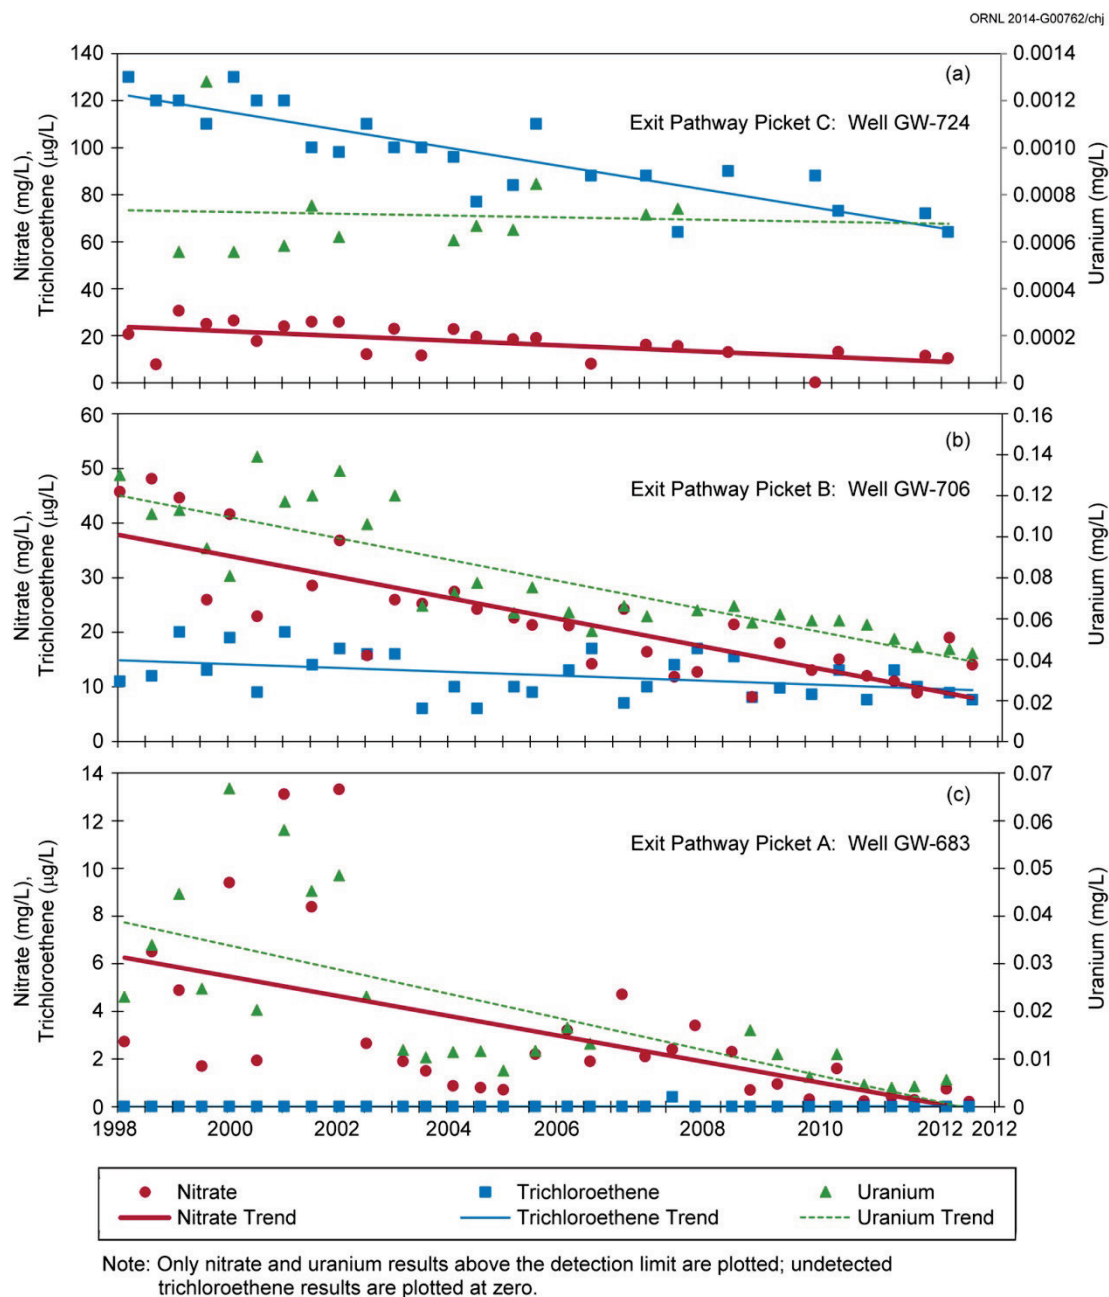 ORNL 2014-G00762/chj
(a)
Exit Pathway Picket C: Well GW-724
Nitrate (mg/L),
Trichloroethene (µg/L)
140
120
100
80
60
40
20
0
0.0014
0.0012
0.0010
0.0008
0.0006
0.0004
0.0002
0
Uranium (mg/L)
(b)
Exit Pathway Picket B: Well GW-706
Nitrate (mg/L),
Trichloroethene (µg/L)
60
50
40
30
20
10
0
0.16
0.14
0.12
0.10
0.08
0.06
0.04
0.02
0
Uranium (mg/L)
(c)
Exit Pathway Picket A: Well GW-683
Nitrate (mg/L),
Trichloroethene (µg/L)
14
12
10
8
6
4
2
0
0.07
0.06
0.05
0.04
0.03
0.02
0.01
0
Uranium (mg/L)
1998 2000 2002 2004 2006 2008 2010 2012 2012
Nitrate Trichloroethene Uranium
Nitrate Trend Trichloroethene Trend Uranium Trend
Note: Only nitrate and uranium results above the detection limit are plotted; undetected
trichloroethene results are plotted at zero.